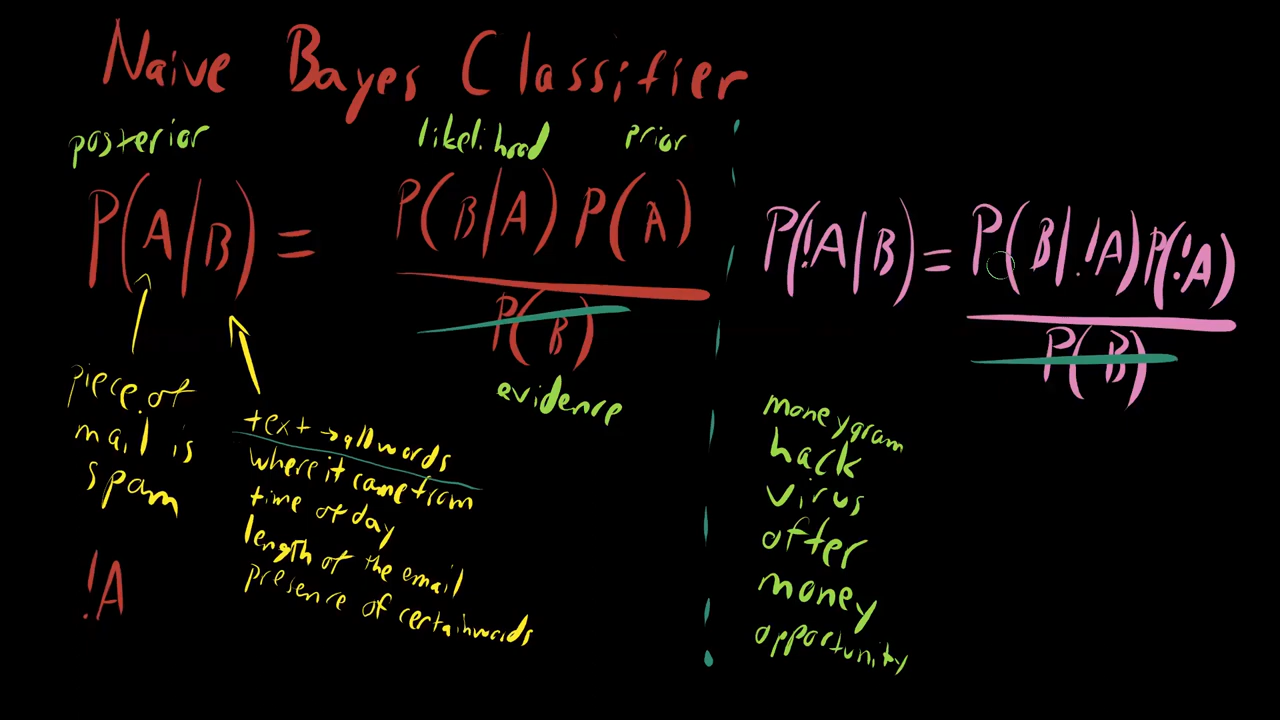 Naive Bayes Classifier
posterior
likelihood prior
P(A|B) =
P(B|A) P(A)
P(B)
evidence
piece of
mail is
spam
text → all words
where it came from
time of day
length of the email
presence of certain words
!A
P(!A|B) =
P(B|!A)P(!A)
P(B)
moneygram
hack
virus
after
money
opportunity